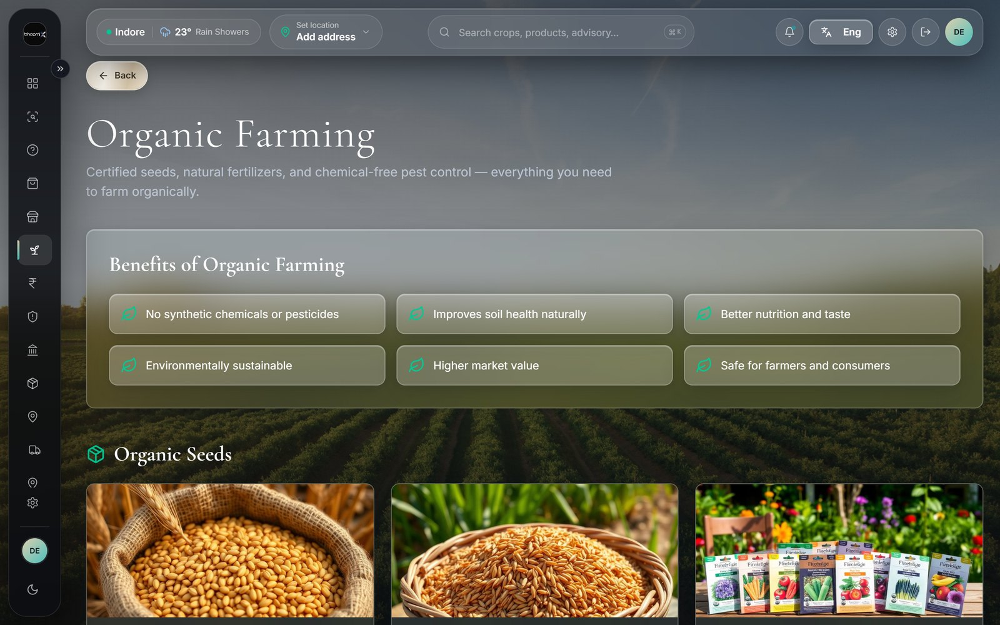 bhoomiX
Indore
23° Rain Showers
Set location
Add address
Search crops, products, advisory...
⌘ K
Eng
DE
Back
Organic Farming
Certified seeds, natural fertilizers, and chemical-free pest control — everything you need
to farm organically.
Benefits of Organic Farming
No synthetic chemicals or pesticides
Improves soil health naturally
Better nutrition and taste
Environmentally sustainable
Higher market value
Safe for farmers and consumers
Organic Seeds
DE